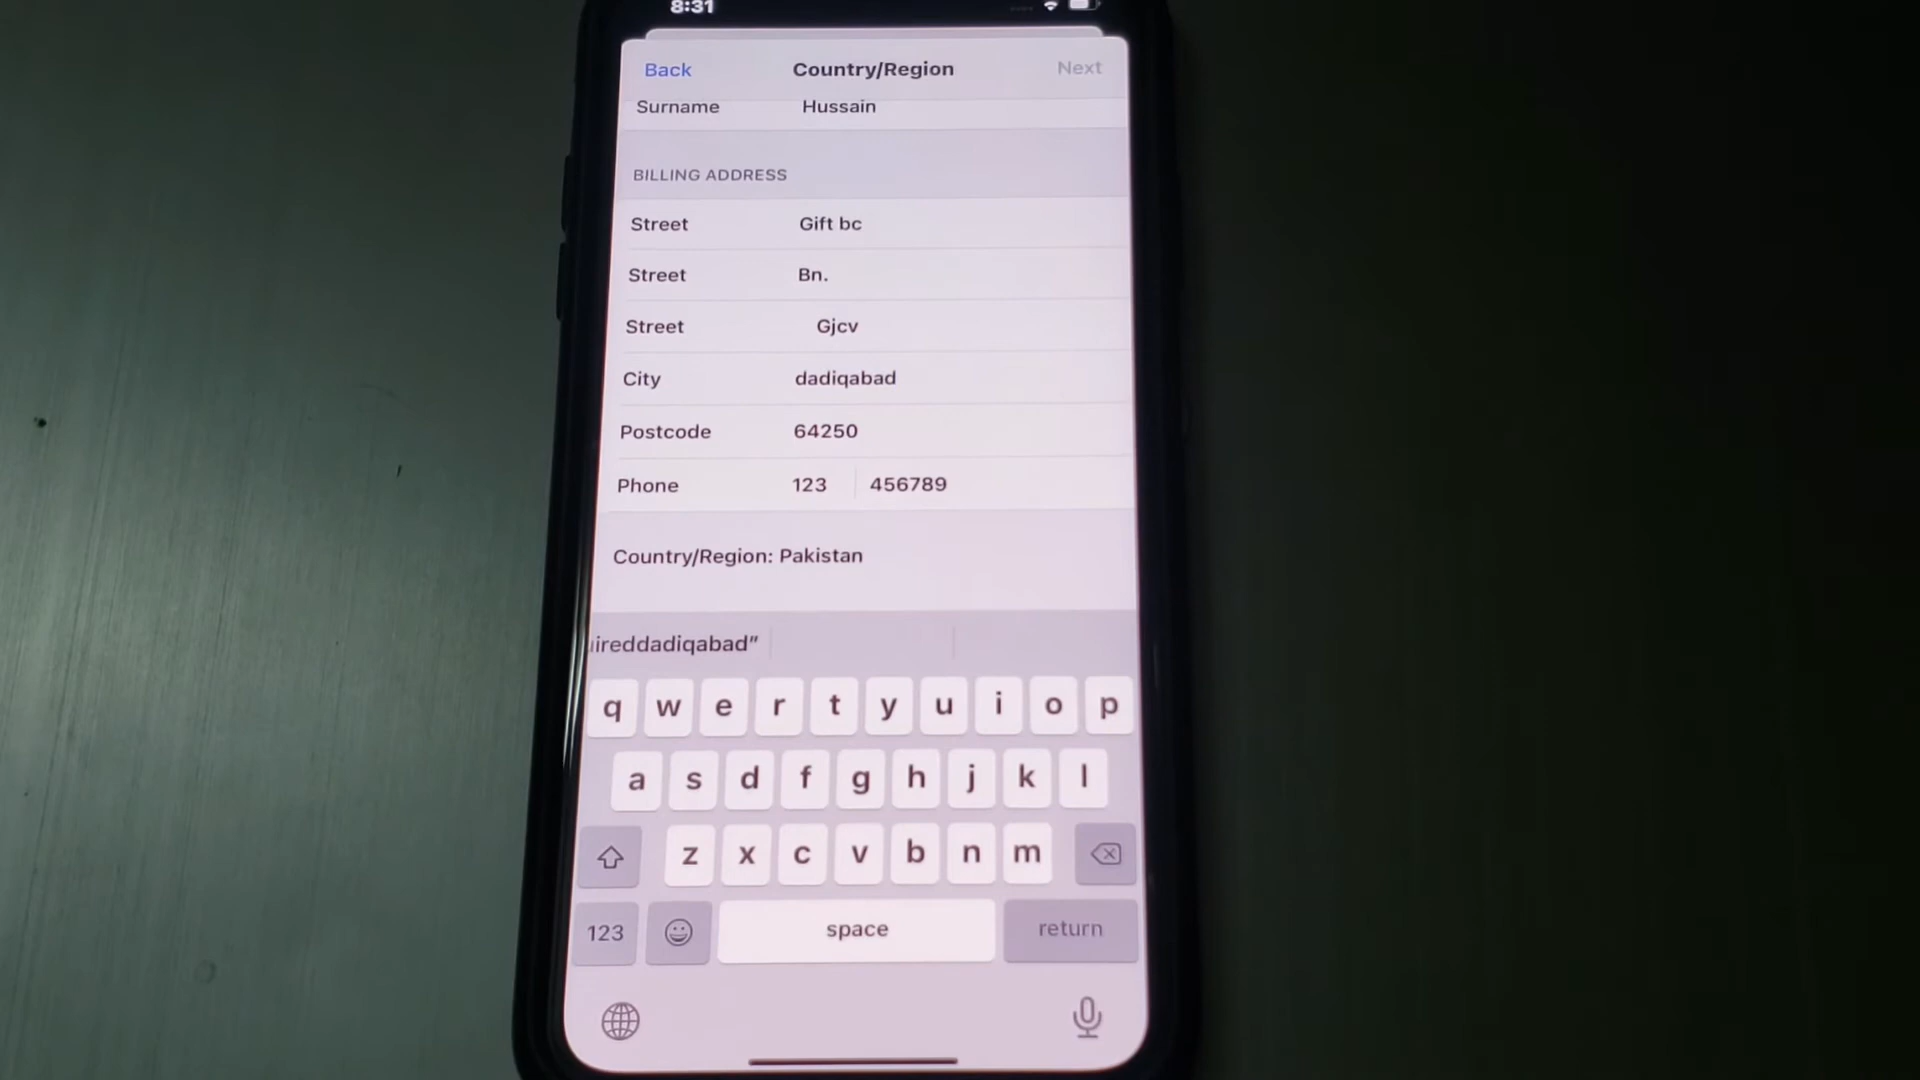 8:31
Back Country/Region Next
Surname Hussain
BILLING ADDRESS
Street Gift bc
Street Bn.
Street Gjcv
City dadiqabad
Postcode 64250
Phone 123 456789
Country/Region: Pakistan
ireddadiqabad"
q w e r t y u i o p
a s d f g h j k l
z x c v b n m
123 space return